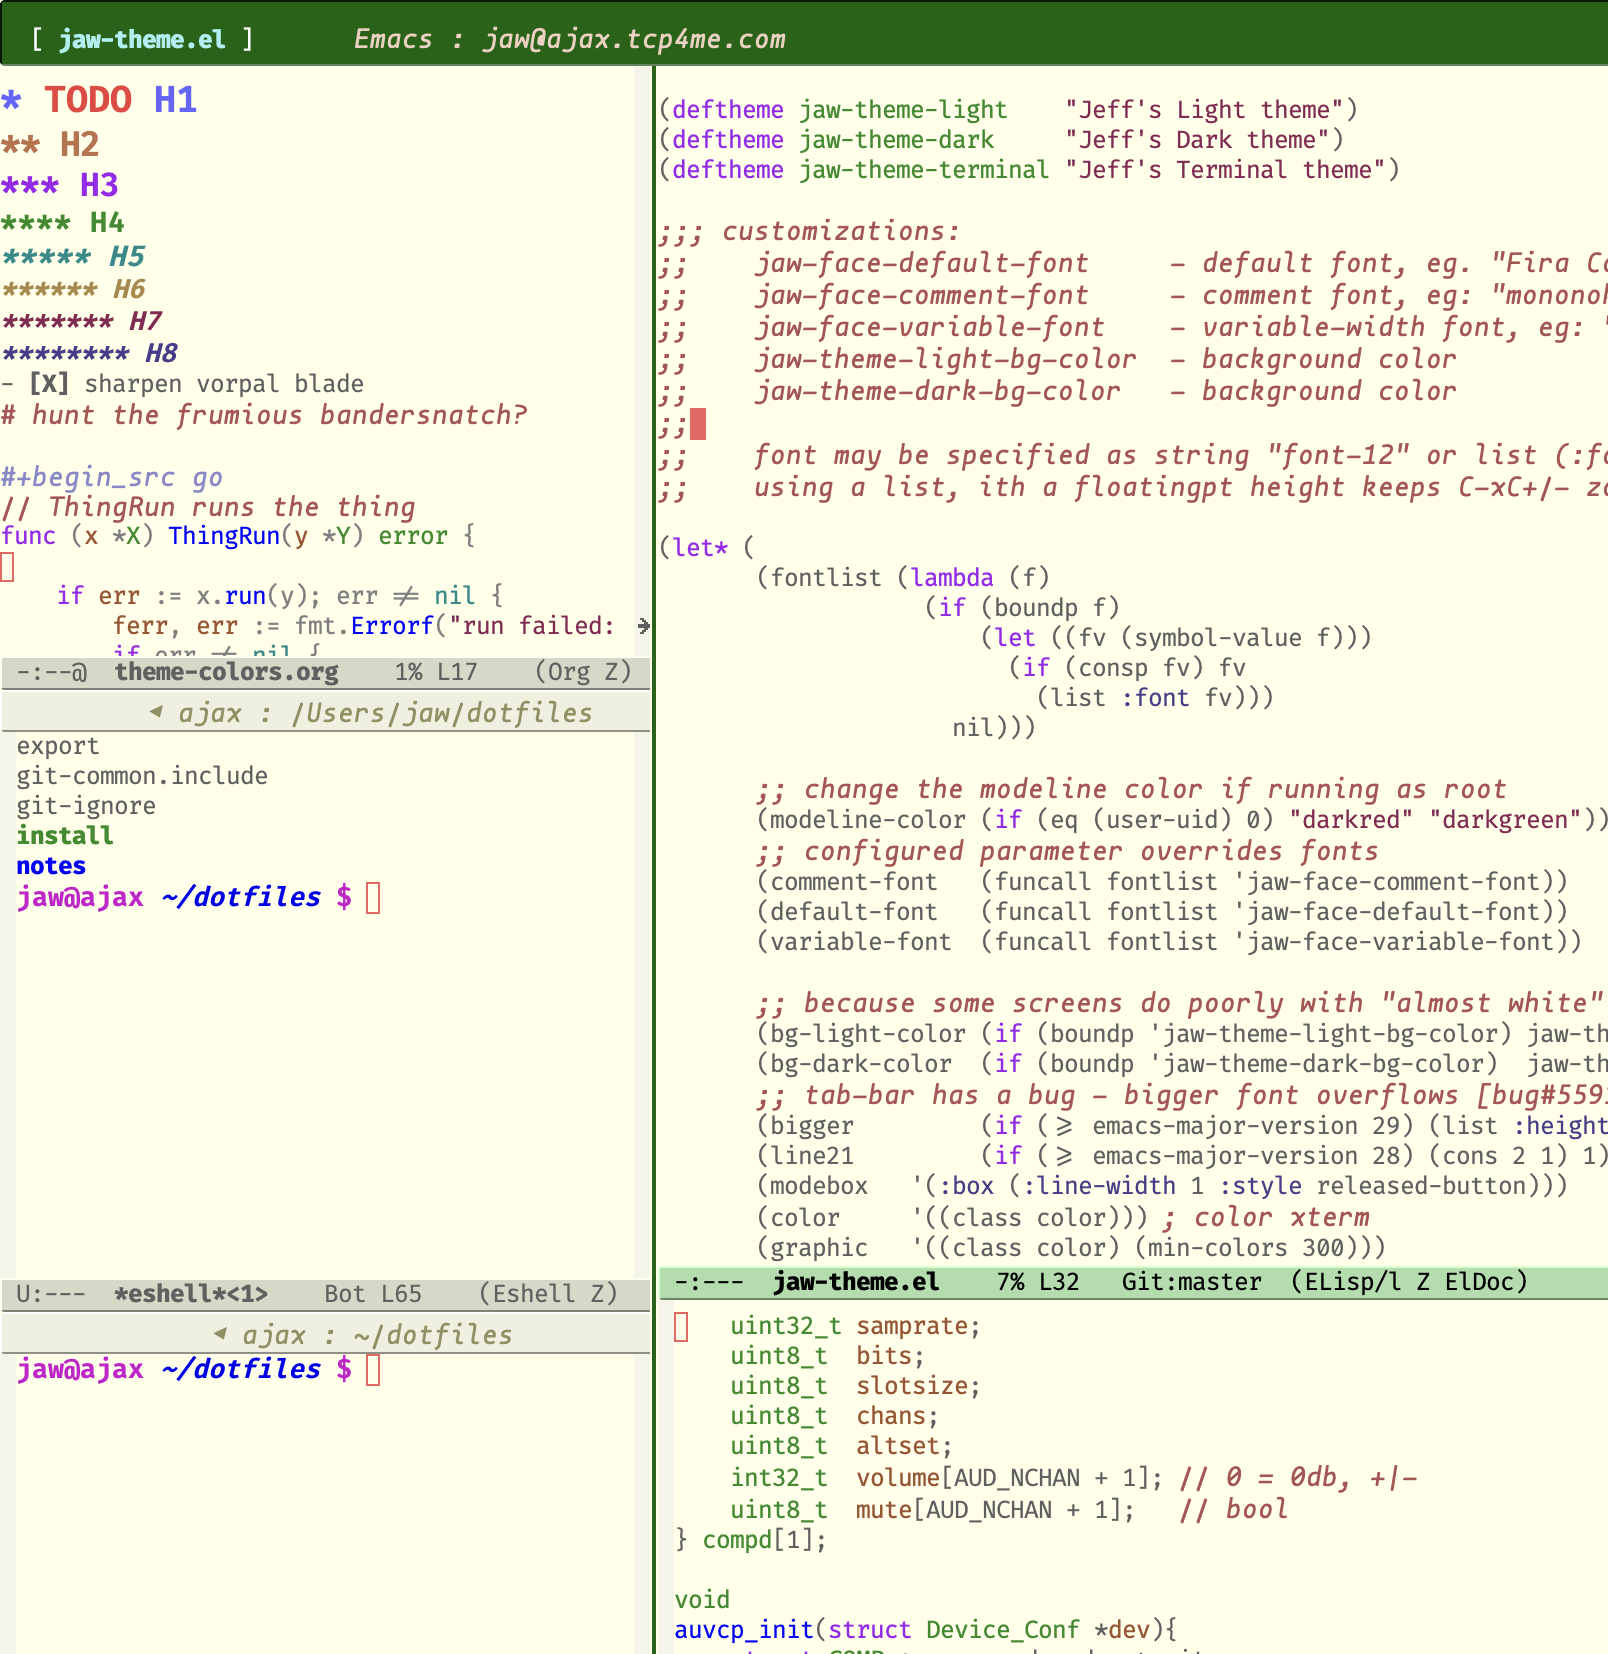 [ jaw-theme.el ]      Emacs : jaw@ajax.tcp4me.com
* TODO H1
** H2
*** H3
**** H4
***** H5
****** H6
******* H7
******** H8
- [X] sharpen vorpal blade
# hunt the frumious bandersnatch?
#+begin_src go
// ThingRun runs the thing
func (x *X) ThingRun(y *Y) error {
    if err := x.run(y); err ≠ nil {
        ferr, err := fmt.Errorf("run failed: →
        if err ≠ nil {
-:--@  theme-colors.org    1% L17    (Org Z)
◄ ajax : /Users/jaw/dotfiles
export
git-common.include
git-ignore
install
notes
jaw@ajax ~/dotfiles $
U:---  *eshell*<1>    Bot L65    (Eshell Z)
◄ ajax : ~/dotfiles
jaw@ajax ~/dotfiles $
(deftheme jaw-theme-light    "Jeff's Light theme")
(deftheme jaw-theme-dark     "Jeff's Dark theme")
(deftheme jaw-theme-terminal "Jeff's Terminal theme")
;;; customizations:
;;    jaw-face-default-font     - default font, eg. "Fira Co
;;    jaw-face-comment-font     - comment font, eg: "mononok
;;    jaw-face-variable-font    - variable-width font, eg: "
;;    jaw-theme-light-bg-color  - background color
;;    jaw-theme-dark-bg-color   - background color
;;
;;    font may be specified as string "font-12" or list (:fo
;;    using a list, ith a floatingpt height keeps C-xC+/- zo
(let* (
       (fontlist (lambda (f)
                   (if (boundp f)
                       (let ((fv (symbol-value f)))
                         (if (consp fv) fv
                           (list :font fv)))
                     nil)))
       ;; change the modeline color if running as root
       (modeline-color (if (eq (user-uid) 0) "darkred" "darkgreen"))
       ;; configured parameter overrides fonts
       (comment-font   (funcall fontlist 'jaw-face-comment-font))
       (default-font   (funcall fontlist 'jaw-face-default-font))
       (variable-font  (funcall fontlist 'jaw-face-variable-font))
       ;; because some screens do poorly with "almost white"
       (bg-light-color (if (boundp 'jaw-theme-light-bg-color) jaw-th
       (bg-dark-color  (if (boundp 'jaw-theme-dark-bg-color)  jaw-th
       ;; tab-bar has a bug - bigger font overflows [bug#559
       (bigger         (if (≥ emacs-major-version 29) (list :height
       (line21         (if (≥ emacs-major-version 28) (cons 2 1) 1)
       (modebox   '(:box (:line-width 1 :style released-button)))
       (color     '((class color))) ; color xterm
       (graphic   '((class color) (min-colors 300)))
-:---  jaw-theme.el    7% L32   Git:master  (ELisp/l Z ElDoc)
    uint32_t samprate;
    uint8_t  bits;
    uint8_t  slotsize;
    uint8_t  chans;
    uint8_t  altset;
    int32_t  volume[AUD_NCHAN + 1]; // 0 = 0db, +|-
    uint8_t  mute[AUD_NCHAN + 1];   // bool
} compd[1];
void
auvcp_init(struct Device_Conf *dev){